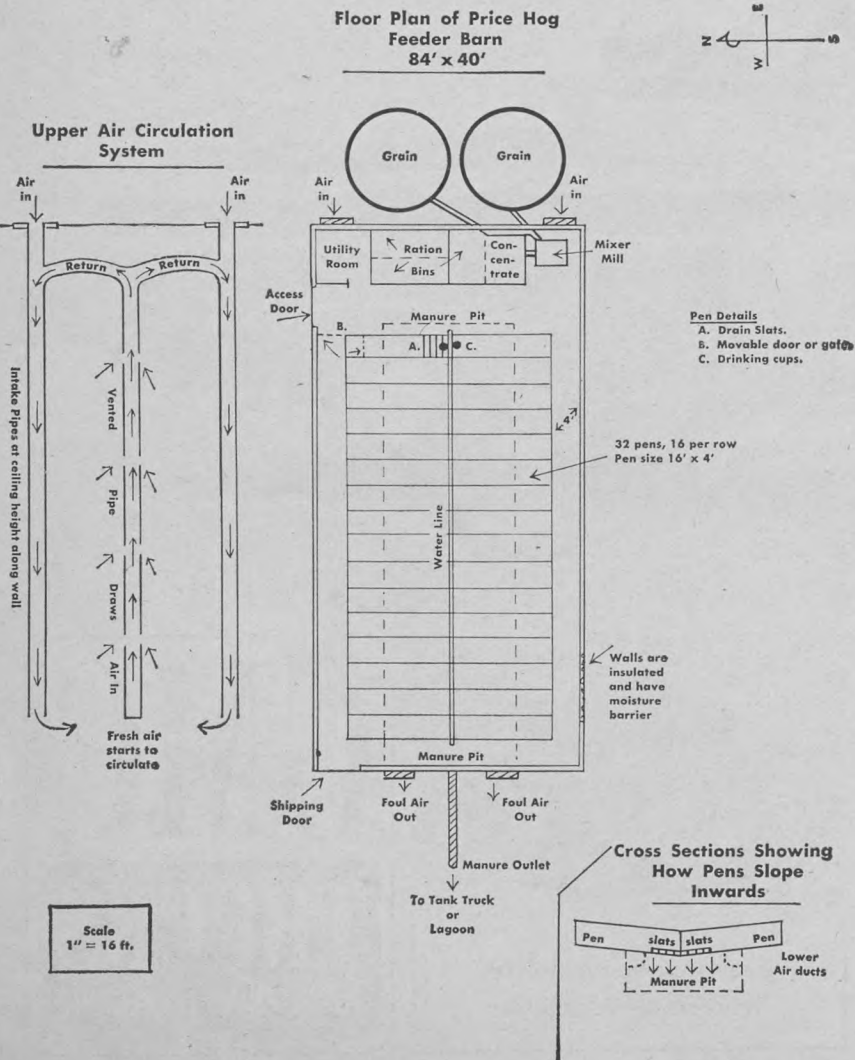 Floor Plan of Price Hog
Feeder Barn
84' x 40'
N
E
S
W
Upper Air Circulation
System
Air
in
Air
in
Return
Return
Vented
Pipe
Draws
Air In
Intake Pipes at ceiling height along wall
Fresh air
starts to
circulate
Grain
Grain
Air
in
Air
in
Utility
Room
Ration
Bins
Con-
cen-
trate
Mixer
Mill
Access
Door
Manure Pit
B.
A.
C.
4'
Water Line
Pen Details
A. Drain Slats.
B. Movable door or gates
C. Drinking cups.
32 pens, 16 per row
Pen size 16' x 4'
Walls are
insulated
and have
moisture
barrier
Manure Pit
Shipping
Door
Foul Air
Out
Foul Air
Out
Manure Outlet
To Tank Truck
or
Lagoon
Scale
1" = 16 ft.
Cross Sections Showing
How Pens Slope
Inwards
Pen
slats
slats
Pen
Lower
Air ducts
Manure Pit